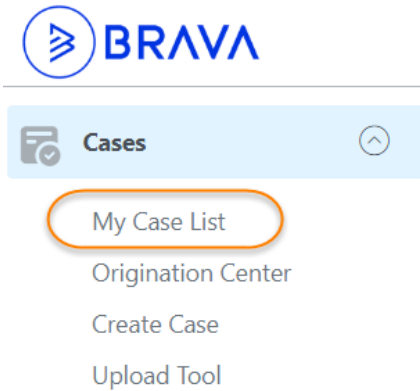 BRAVA
Cases
My Case List
Origination Center
Create Case
Upload Tool